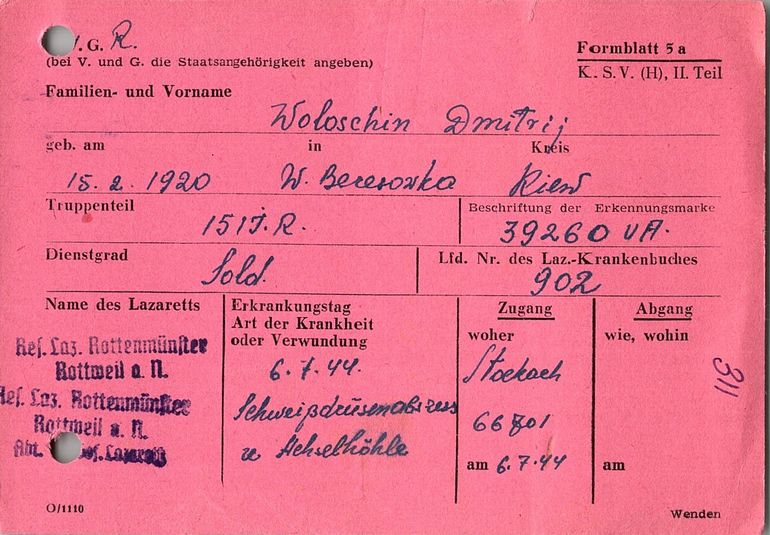 . G. R.
(bei V. und G. die Staatsangehörigkeit angeben)
Formblatt 5 a
K. S. V. (H), II. Teil
Familien- und Vorname
Woloschin Dmitrij
geb. am in Kreis
15. 2. 1920 W. Beresowka Kiew
Truppenteil
151 J. R.
Beschriftung der Erkennungsmarke
39260 VA.
Dienstgrad
Sold.
Lfd. Nr. des Laz.-Krankenbuches
902
Name des Lazaretts
Res. Laz. Rottenmünster
Rottweil a. N.
Res. Laz. Rottenmünster
Rottweil a. N.
Abt. Lazarett
Erkrankungstag
Art der Krankheit
oder Verwundung
6. 7. 44.
Schweißdrüsenabszess
Achselhöhle
Zugang
woher
Stockach
66801
am 6. 7. 44
Abgang
wie, wohin
am
311
O/1110
Wenden